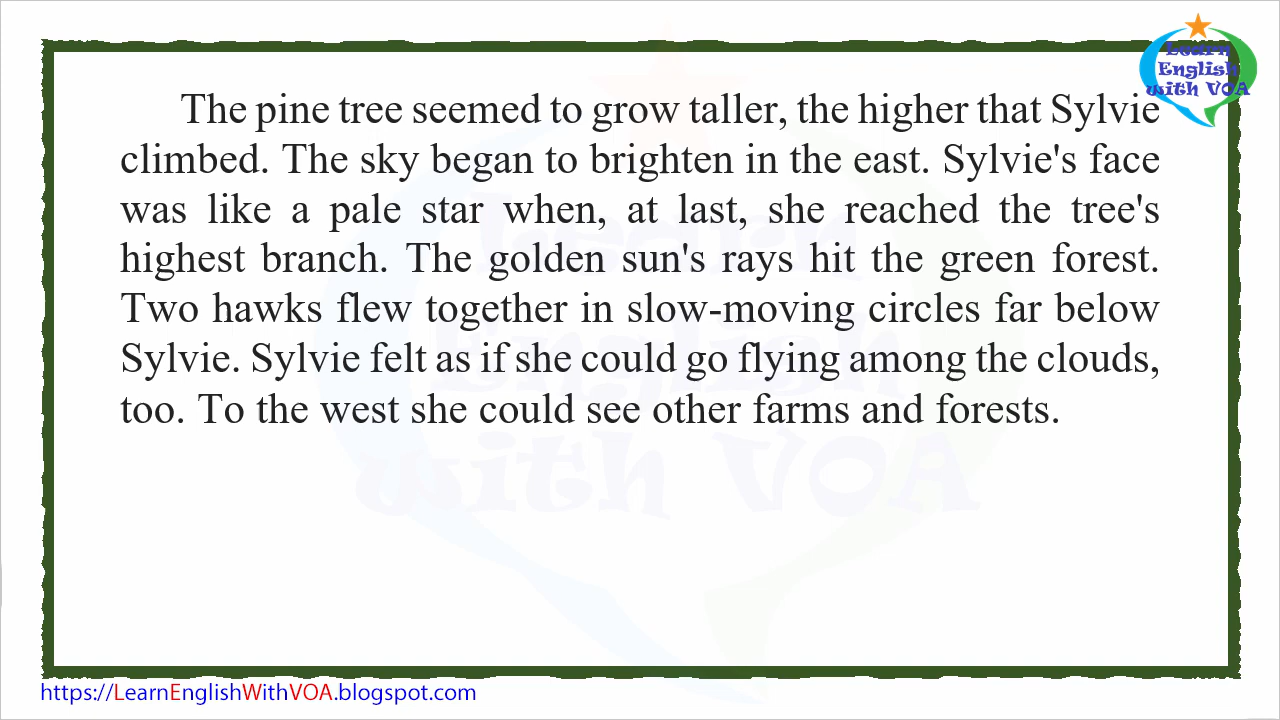 Learn
English
with VOA
The pine tree seemed to grow taller, the higher that Sylvie
climbed. The sky began to brighten in the east. Sylvie's face
was like a pale star when, at last, she reached the tree's
highest branch. The golden sun's rays hit the green forest.
Two hawks flew together in slow-moving circles far below
Sylvie. Sylvie felt as if she could go flying among the clouds,
too. To the west she could see other farms and forests.
Learn
English
with VOA
https://LearnEnglishWithVOA.blogspot.com